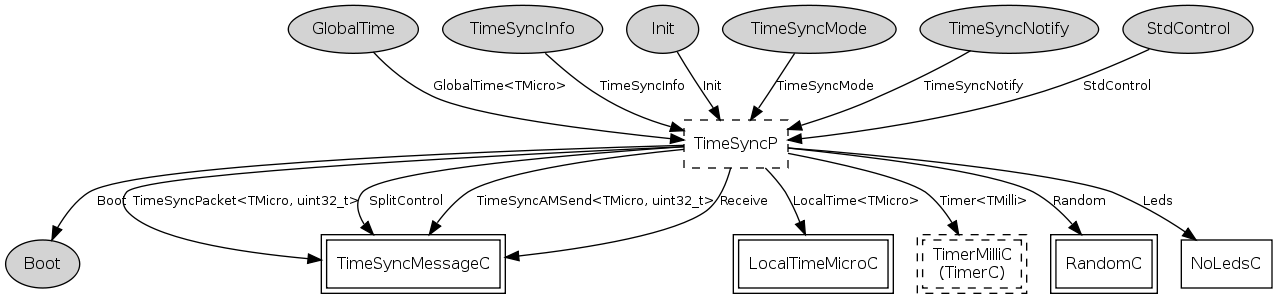 GlobalTime
TimeSyncInfo
Init
TimeSyncMode
TimeSyncNotify
StdControl
GlobalTime<TMicro>
TimeSyncInfo
Init
TimeSyncMode
TimeSyncNotify
StdControl
TimeSyncP
Boot
TimeSyncPacket<TMicro, uint32_t>
SplitControl
TimeSyncAMSend<TMicro, uint32_t>
Receive
LocalTime<TMicro>
Timer<TMilli>
Random
Leds
Boot
TimeSyncMessageC
LocalTimeMicroC
TimerMilliC
(TimerC)
RandomC
NoLedsC